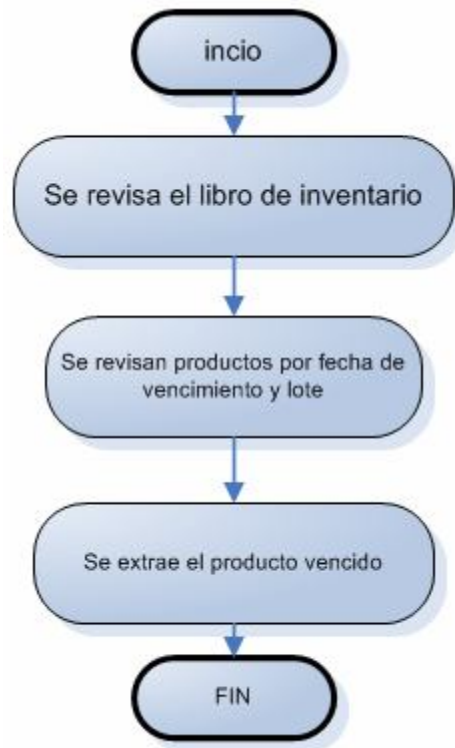 incio
Se revisa el libro de inventario
Se revisan productos por fecha de
vencimiento y lote
Se extrae el producto vencido
FIN